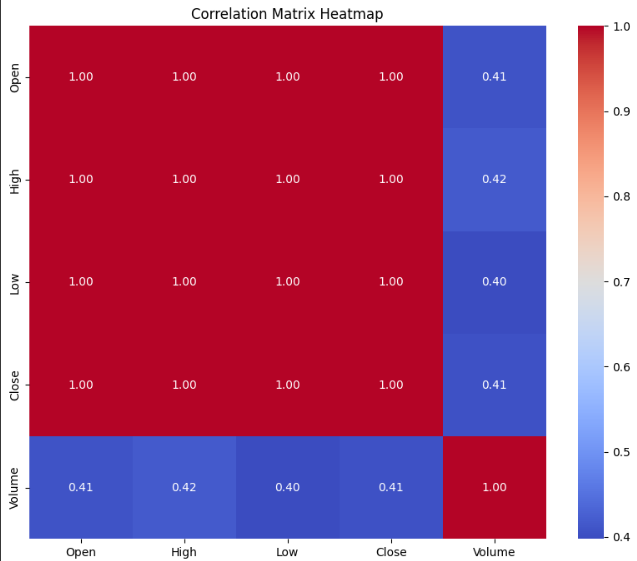 Correlation Matrix Heatmap
Open 1.00 1.00 1.00 1.00 0.41
High 1.00 1.00 1.00 1.00 0.42
Low 1.00 1.00 1.00 1.00 0.40
Close 1.00 1.00 1.00 1.00 0.41
Volume 0.41 0.42 0.40 0.41 1.00
Open High Low Close Volume
1.0
0.9
0.8
0.7
0.6
0.5
0.4